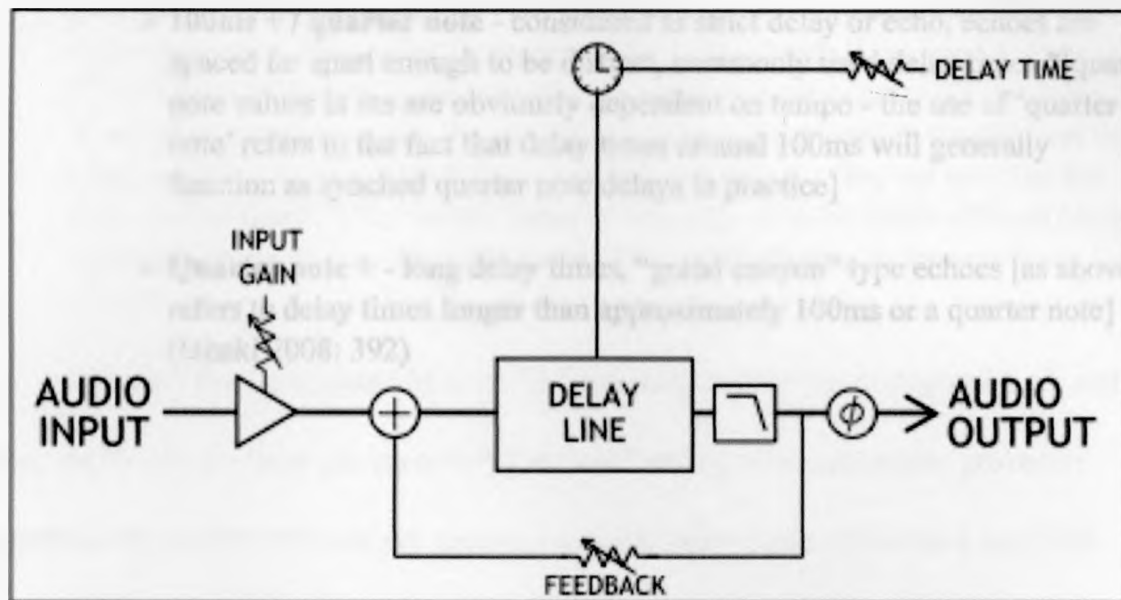 100ms + / quarter note - considered as strict delay or echo, echoes are
DELAY TIME
spaced far apart enough to be commonly
note values in ms are obviously dependent on tempo - the use of 'quarter
note' refers to the fact that delay times around 100ms will generally
function as synched quarter note delays in practice]
INPUT
GAIN
Quarter note + - long delay times, "grand canyon" type echoes [as above
refers to delay times longer than approximately 100ms or a quarter note]
2008: 392)
AUDIO
INPUT
+
DELAY
LINE
ϕ
AUDIO
OUTPUT
FEEDBACK